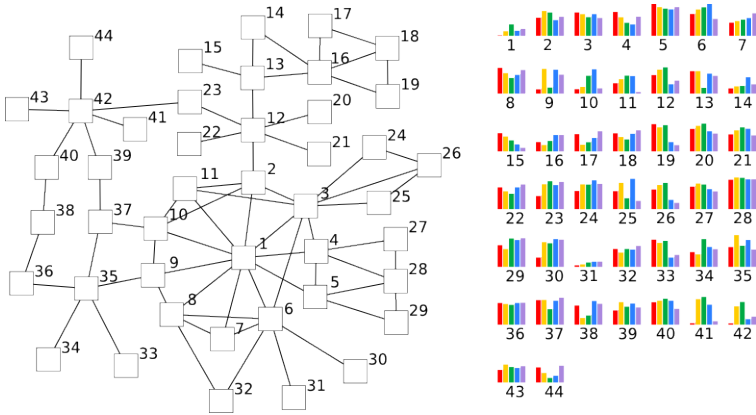 14 17
44 18
15 13 16
23 19
43 42 12 20
41 22 21 24
40 39 11 2 26
3 25
38 37 10 27
1 4
36 35 9 5 28
8 6 29
7
34 33 32 31 30
1 2 3 4 5 6 7
8 9 10 11 12 13 14
15 16 17 18 19 20 21
22 23 24 25 26 27 28
29 30 31 32 33 34 35
36 37 38 39 40 41 42
43 44